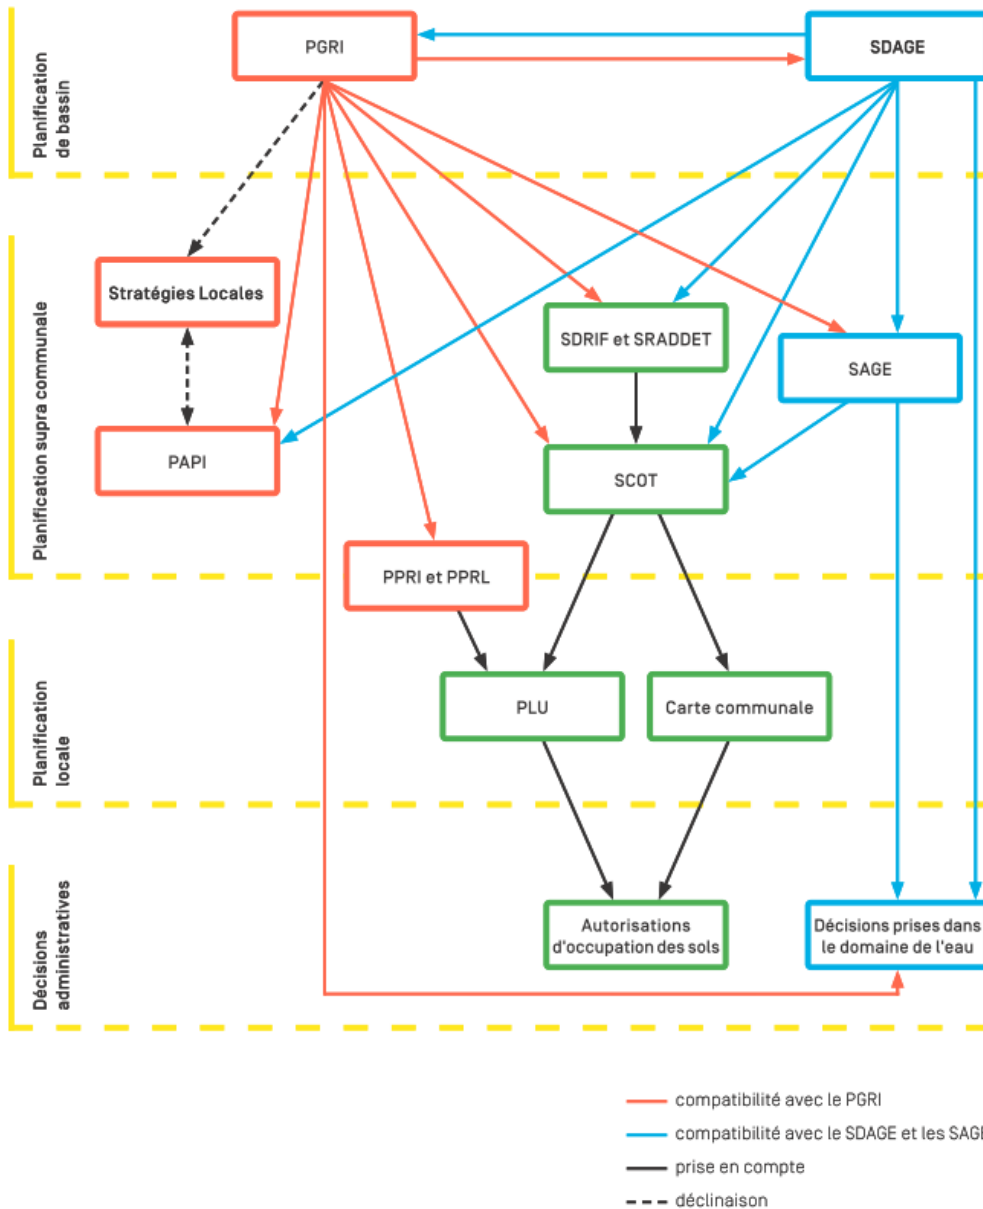 PGRI
SDAGE
Planification
de bassin
Stratégies Locales
SDRIF et SRADDET
SAGE
Planification supra communale
PAPI
SCOT
PPRI et PPRL
PLU
Carte communale
Planification
locale
Autorisations
d'occupation des sols
Décisions prises dans
le domaine de l'eau
Décisions
administratives
compatibilité avec le PGRI
compatibilité avec le SDAGE et les SAGE
prise en compte
déclinaison